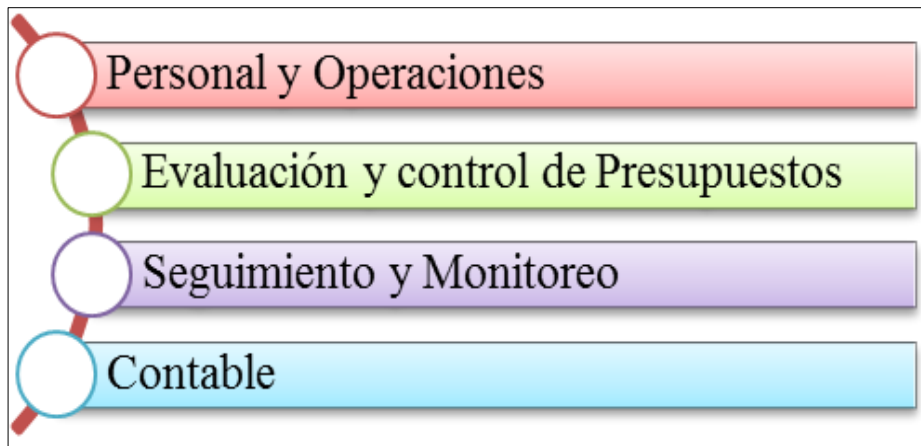 Personal y Operaciones
Evaluación y control de Presupuestos
Seguimiento y Monitoreo
Contable